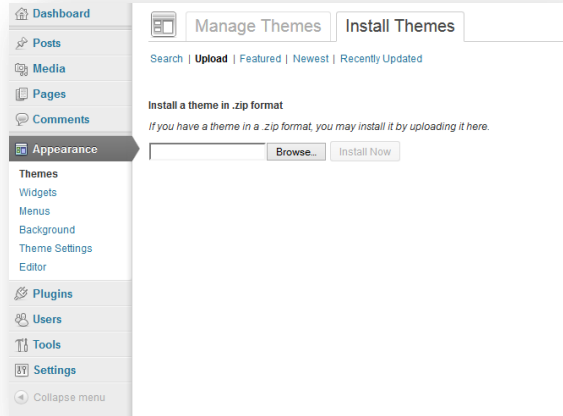 Dashboard
Posts
Media
Pages
Comments
Appearance
Themes
Widgets
Menus
Background
Theme Settings
Editor
Plugins
Users
Tools
Settings
Collapse menu
Manage Themes Install Themes
Search | Upload | Featured | Newest | Recently Updated
Install a theme in .zip format
If you have a theme in a .zip format, you may install it by uploading it here.
Browse... Install Now